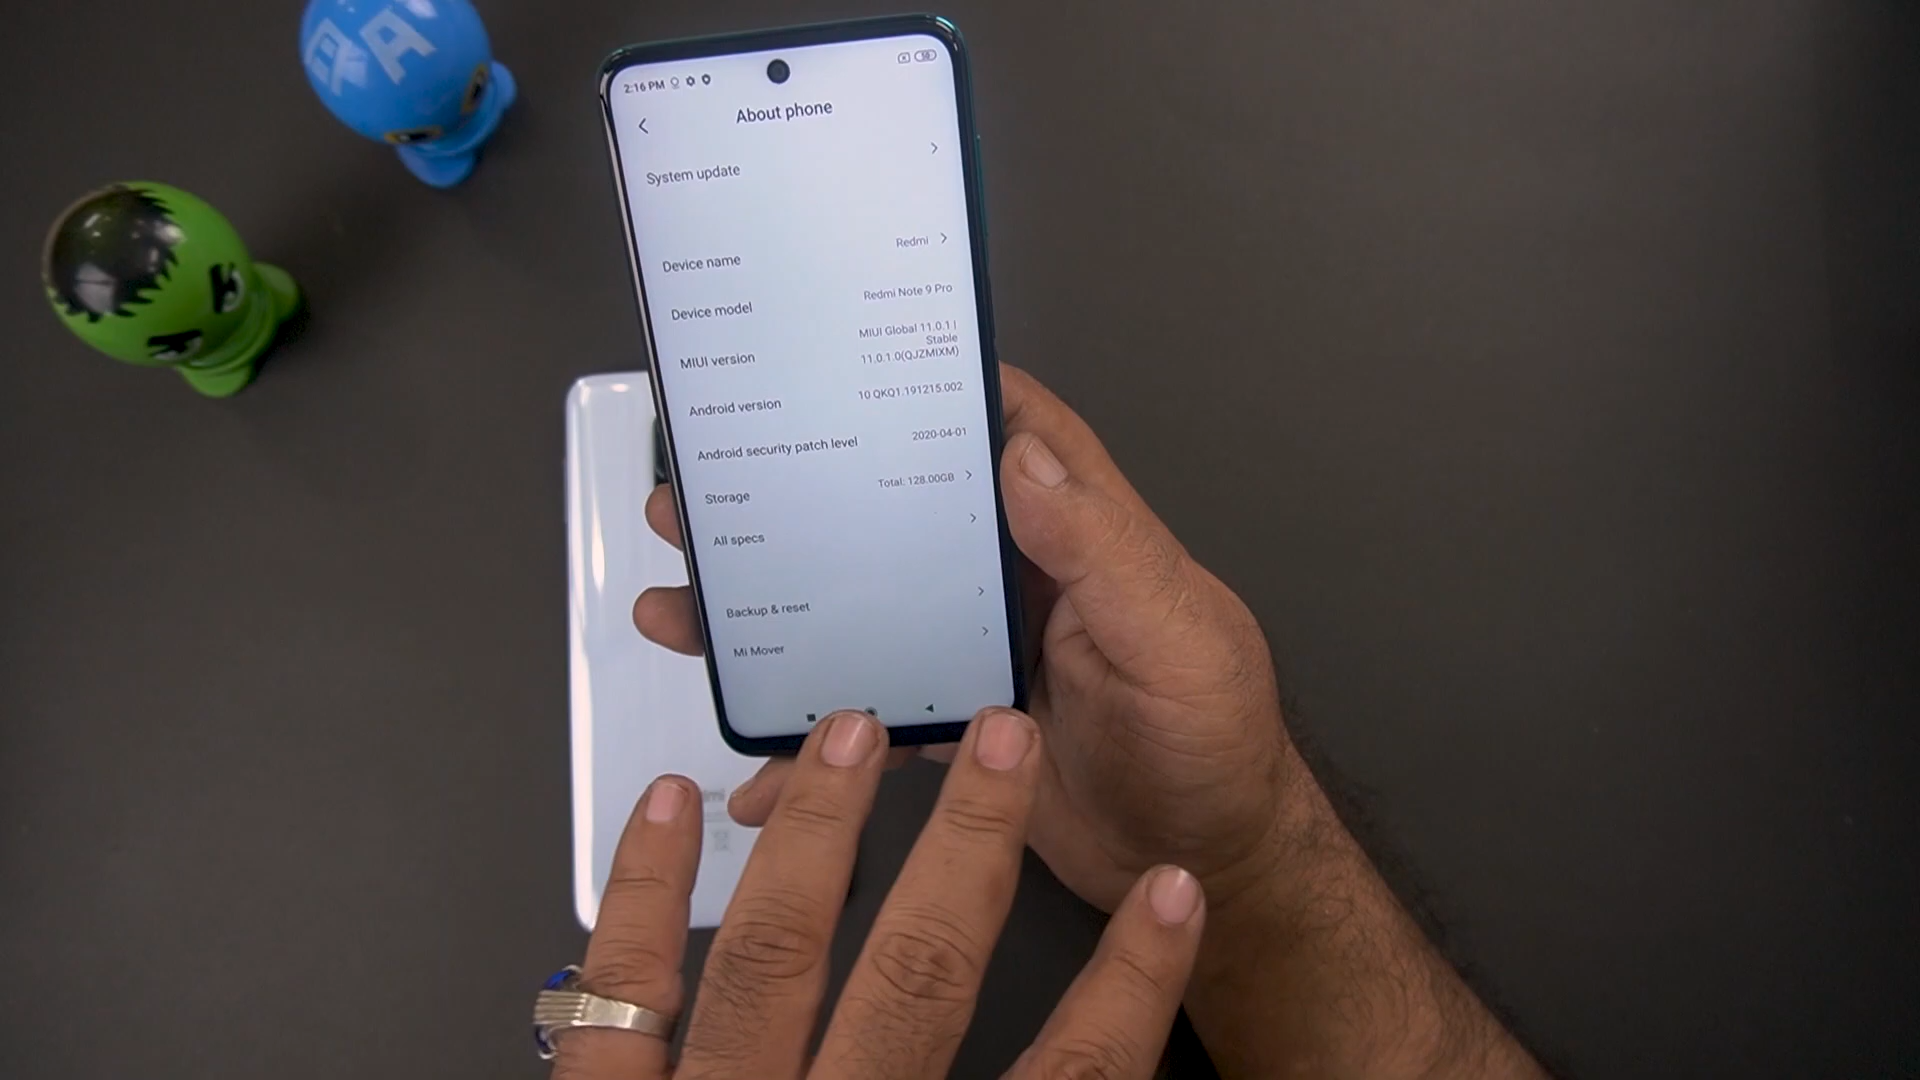 2:16 PM
50
About phone
System update
Device name
Redmi
Device model
Redmi Note 9 Pro
MIUI version
MIUI Global 11.0.1 |
Stable
11.0.1.0(QJZMIXM)
Android version
10 QKQ1.191215.002
Android security patch level
2020-04-01
Storage
Total: 128.00GB
All specs
Backup & reset
Mi Mover
A